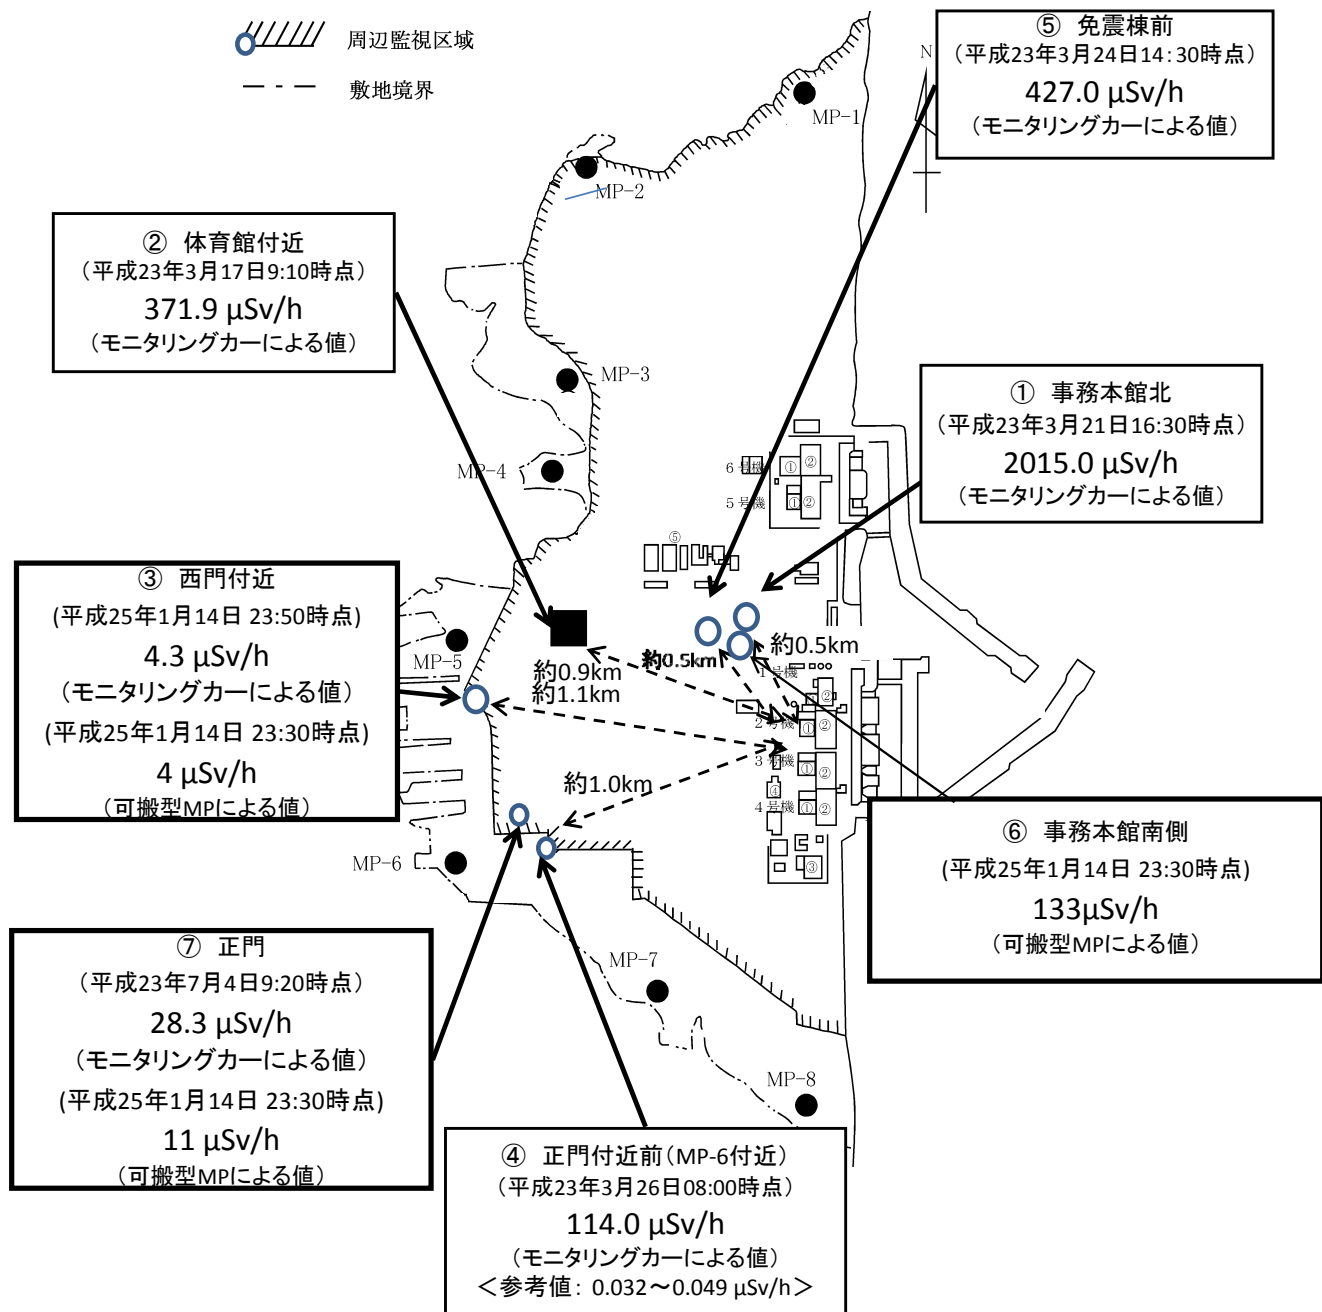 周辺監視区域
敷地境界
⑤ 免震棟前
（平成23年3月24日14：30時点）
427.0 μSv/h
（モニタリングカーによる値）
N
MP-1
MP-2
② 体育館付近
（平成23年3月17日9:10時点）
371.9 μSv/h
（モニタリングカーによる値）
MP-3
① 事務本館北
（平成23年3月21日16:30時点）
2015.0 μSv/h
（モニタリングカーによる値）
MP-4
6号機
①
②
5号機
①
②
⑤
③ 西門付近
(平成25年1月14日 23:50時点)
4.3 μSv/h
（モニタリングカーによる値）
(平成25年1月14日 23:30時点)
4 μSv/h
（可搬型MPによる値）
MP-5
約0.9km
約1.1km
約0.5km
約0.5km
1号機
②
2号機
①
②
3号機
①
②
約1.0km
④
4号機
①
②
③
MP-6
⑥ 事務本館南側
(平成25年1月14日 23:30時点)
133μSv/h
（可搬型MPによる値）
⑦ 正門
（平成23年7月4日9:20時点）
28.3 μSv/h
（モニタリングカーによる値）
(平成25年1月14日 23:30時点)
11 μSv/h
（可搬型MPによる値）
MP-7
MP-8
④ 正門付近前（MP-6付近）
（平成23年3月26日08:00時点）
114.0 μSv/h
（モニタリングカーによる値）
＜参考値：0.032～0.049 μSv/h＞